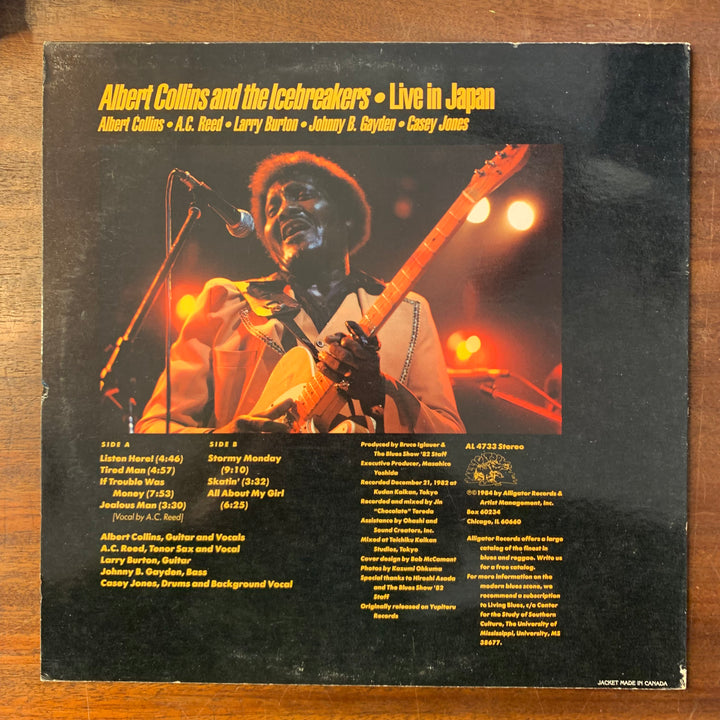 Albert Collins and the Icebreakers • Live in Japan
Albert Collins • A.C. Reed • Larry Burton • Johnny B. Gayden • Casey Jones
SIDE A
Listen Here! (4:46)
Tired Man (4:57)
If Trouble Was
Money (7:53)
Jealous Man (3:30)
[Vocal by A.C. Reed]
SIDE B
Stormy Monday
(9:10)
Skatin' (3:32)
All About My Girl
(6:25)
Albert Collins, Guitar and Vocals
A.C. Reed, Tenor Sax and Vocal
Larry Burton, Guitar
Johnny B. Gayden, Bass
Casey Jones, Drums and Background Vocal
Produced by Bruce Iglauer &
The Blues Show '82 Staff
Executive Producer, Masahico
Yoshida
Recorded December 21, 1982 at
Kudan Kaikan, Tokyo
Recorded and mixed by Jin
"Chocolate" Tereda
Assistance by Ohashi and
Sound Creators, Inc.
Mixed at Teichiku Kaikan
Studios, Tokyo
Cover design by Bob McCamant
Photos by Kazumi Ohkuma
Special thanks to Hiroshi Asada
and The Blues Show '82
Staff
Originally released on Yupiteru
Records
AL 4733 Stereo
℗© 1984 by Alligator Records &
Artist Management, Inc.
Box 60234
Chicago, IL 60660
Alligator Records offers a large
catalog of the finest in
blues and reggae. Write us
for a free catalog.
For more information on the
modern blues scene, we
recommend a subscription
to Living Blues, c/o Center
for the Study of Southern
Culture, The University of
Mississippi, University, MS
38677.
JACKET MADE IN CANADA